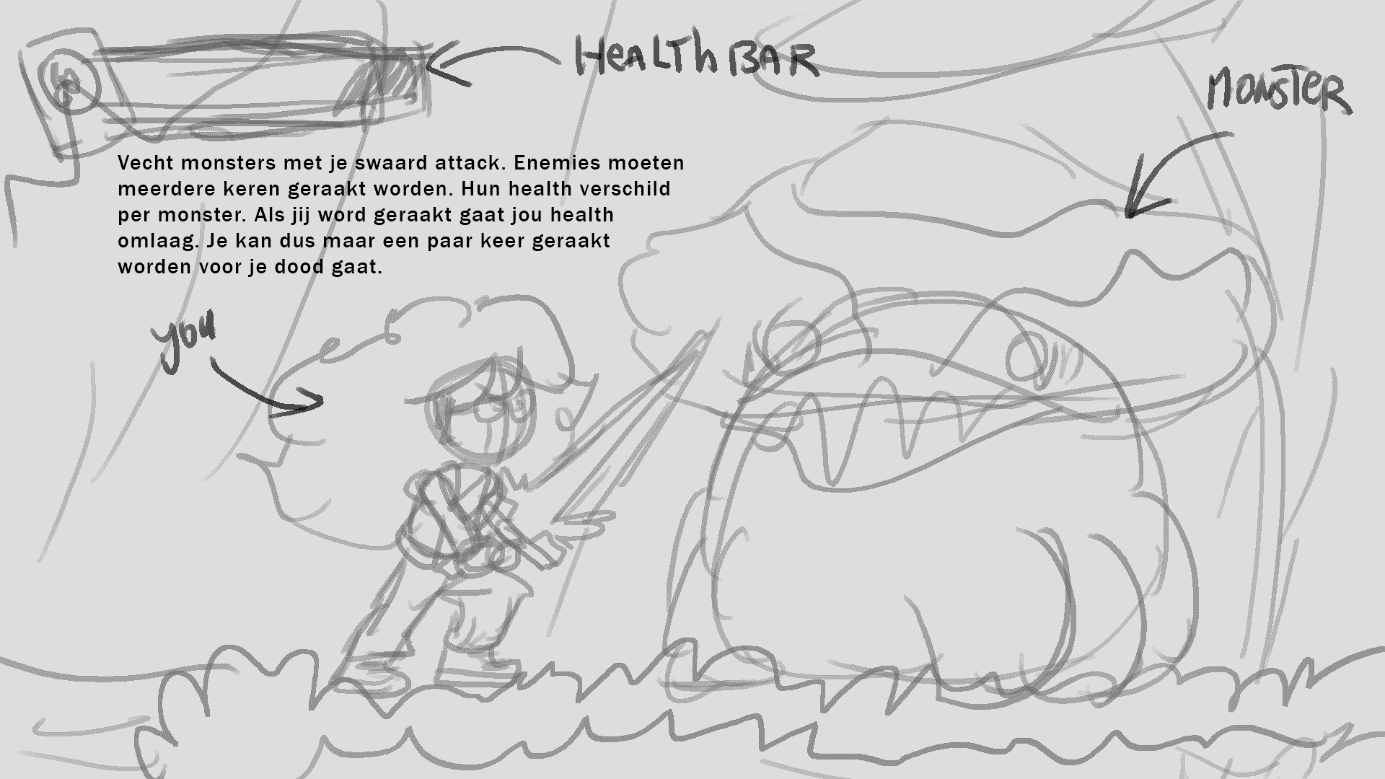 HeALTh BAR
MONSTeR
Vecht monsters met je swaard attack. Enemies moeten
meerdere keren geraakt worden. Hun health verschild
per monster. Als jij word geraakt gaat jou health
omlaag. Je kan dus maar een paar keer geraakt
worden voor je dood gaat.
you